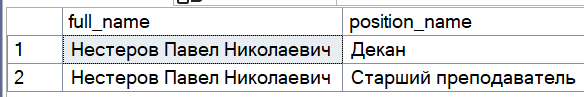 full_name position_name
1 Нестеров Павел Николаевич Декан
2 Нестеров Павел Николаевич Старший преподаватель